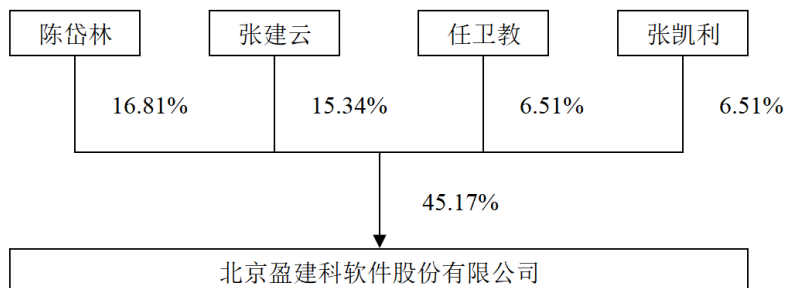 陈岱林 张建云 任卫教 张凯利
16.81% 15.34% 6.51% 6.51%
45.17%
北京盈建科软件股份有限公司